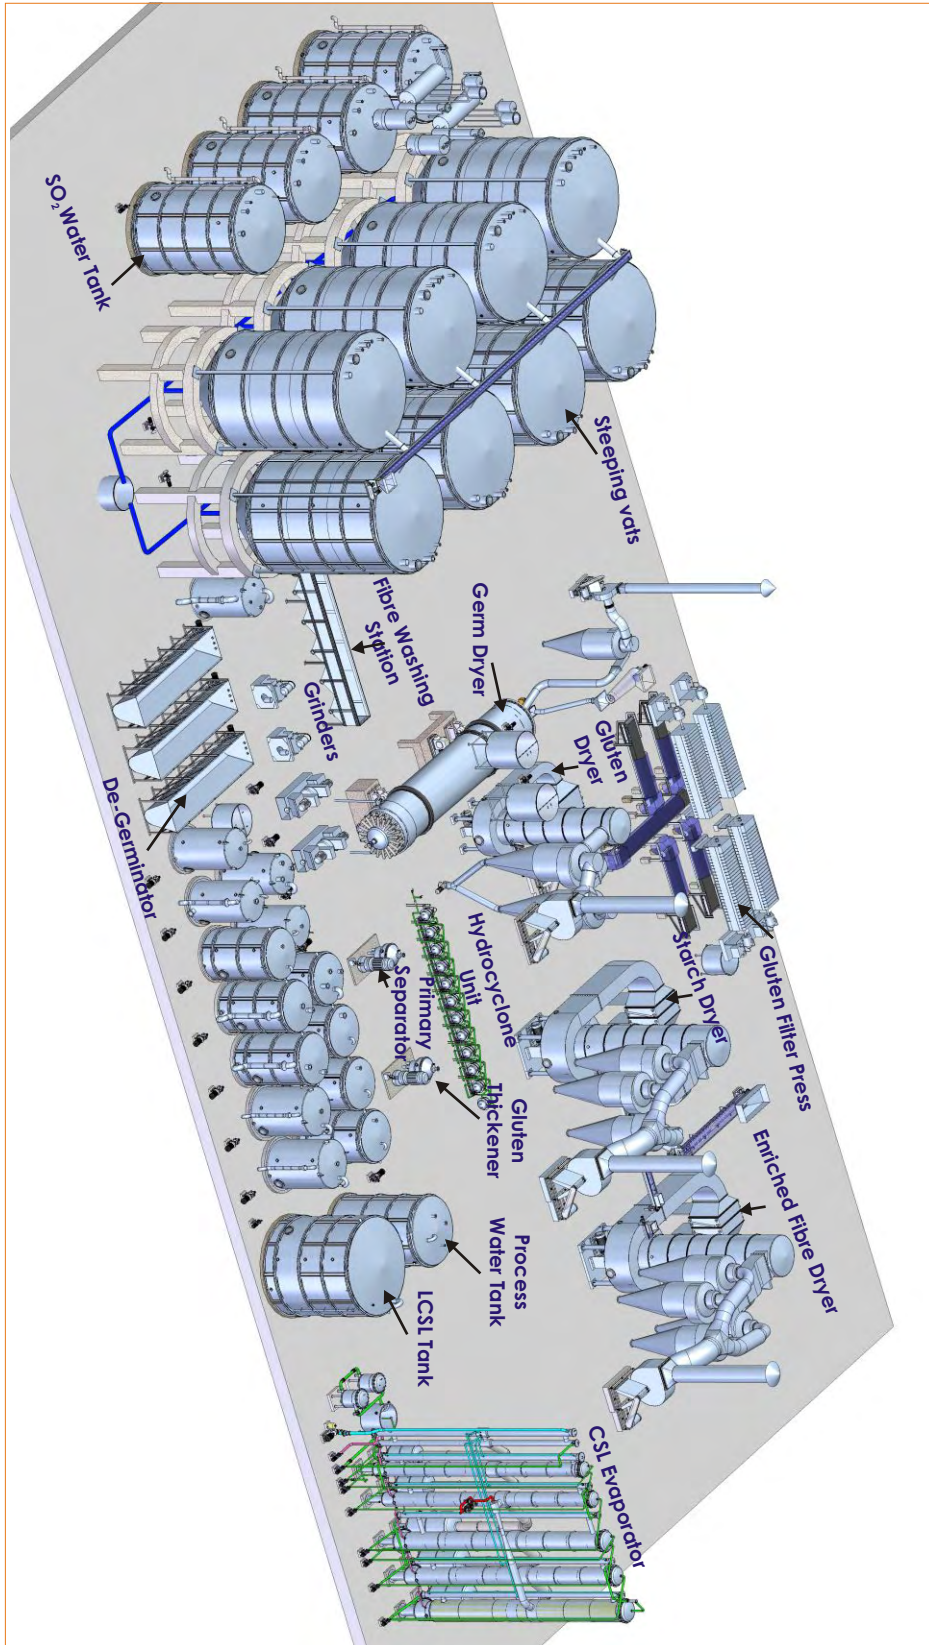 SO₂ Water Tank
Steeping vats
Fibre Washing
Station
Germ Dryer
Grinders
De-Germinator
Gluten
Dryer
Gluten Filter Press
Starch Dryer
Hydrocyclone
Unit
Primary
Separator
Gluten
Thickener
Enriched Fibre Dryer
Process
Water Tank
LCSL Tank
CSL Evaporator